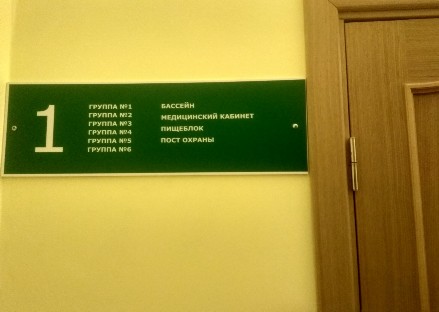 1
ГРУППА №1
ГРУППА №2
ГРУППА №3
ГРУППА №4
ГРУППА №5
ГРУППА №6
БАССЕЙН
МЕДИЦИНСКИЙ КАБИНЕТ
ПИЩЕБЛОК
ПОСТ ОХРАНЫ